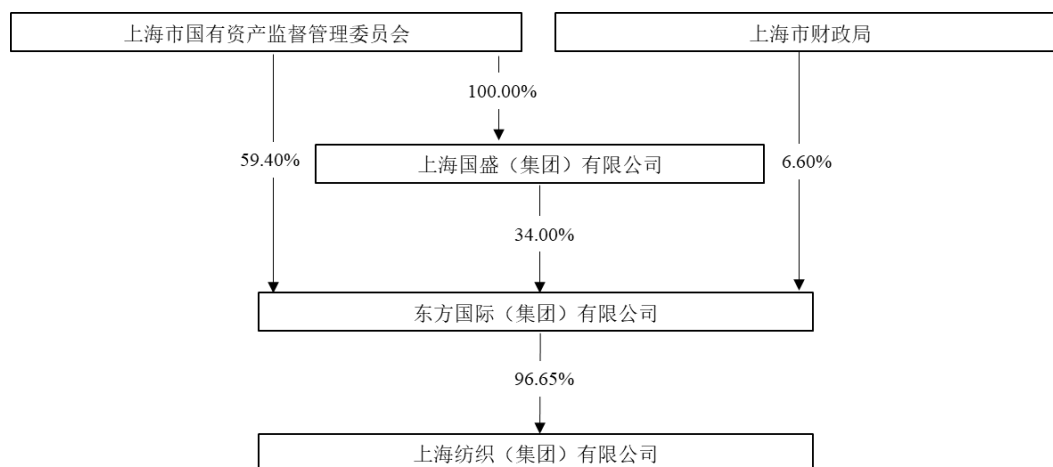 上海市国有资产监督管理委员会
上海市财政局
100.00%
59.40%
上海国盛（集团）有限公司
6.60%
34.00%
东方国际（集团）有限公司
96.65%
上海纺织（集团）有限公司